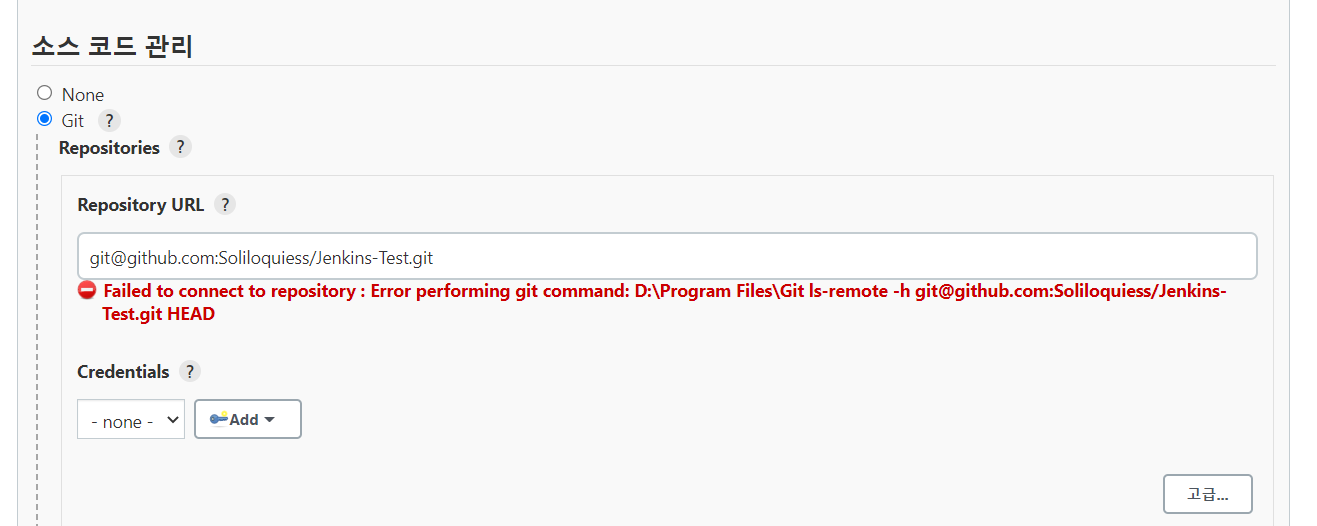 소스 코드 관리
None
Git ?
Repositories ?
Repository URL ?
git@github.com:Soliloquiess/Jenkins-Test.git
Failed to connect to repository : Error performing git command: D:\Program Files\Git ls-remote -h git@github.com:Soliloquiess/Jenkins-
Test.git HEAD
Credentials ?
- none - Add
고급...